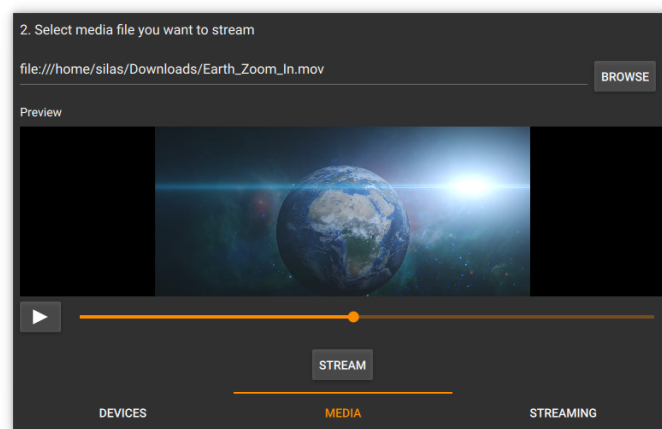 2. Select media file you want to stream
file:///home/silas/Downloads/Earth_Zoom_In.mov
BROWSE
Preview
STREAM
DEVICES
MEDIA
STREAMING